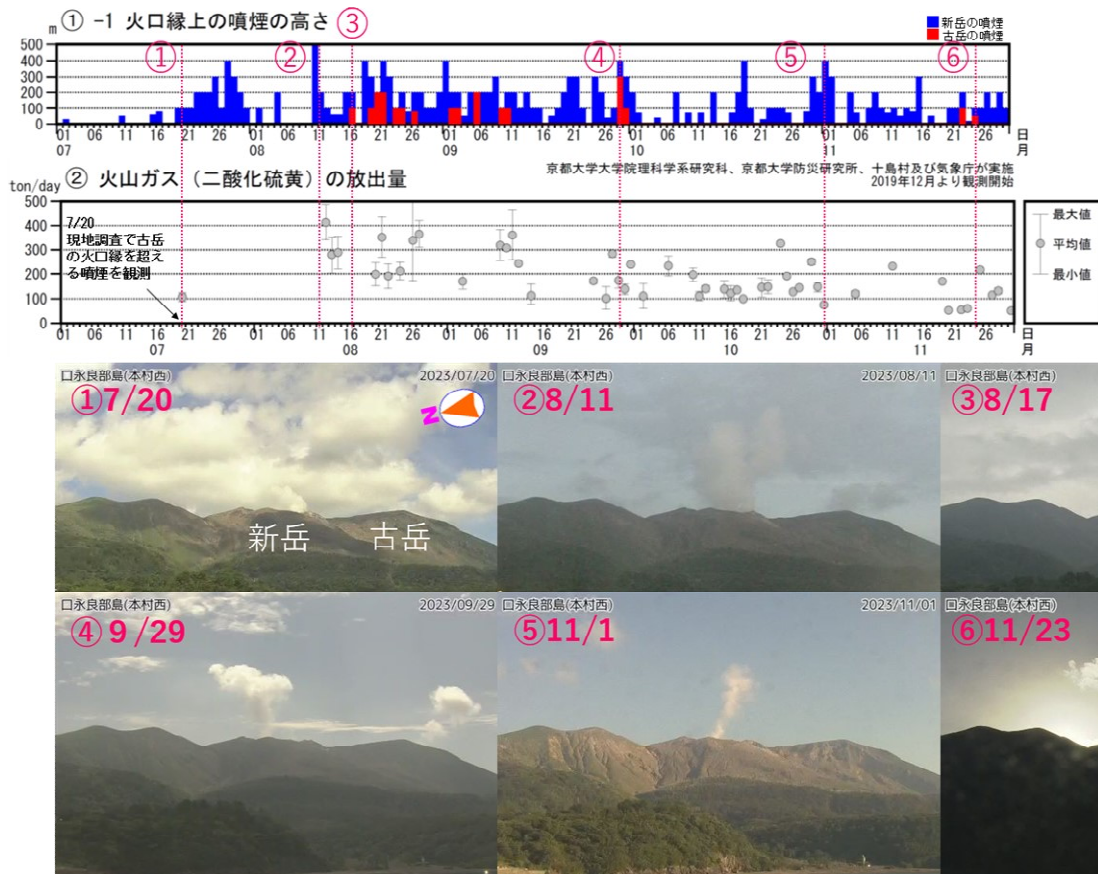 ① -1 火口縁上の噴煙の高さ
③
新岳の噴煙
古岳の噴煙
m
500
400
300
200
100
0
① ② ④ ⑤ ⑥
01 06 11 16 21 26 01 06 11 16 21 26 01 06 11 16 21 26 01 06 11 16 21 26 01 06 11 16 21 26 日
07 08 09 10 11 月
京都大学大学院理科学系研究科、京都大学防災研究所、十島村及び気象庁が実施
2019年12月より観測開始
② 火山ガス（二酸化硫黄）の放出量
ton/day
500
400
300
200
100
0
7/20
現地調査で古岳
の火口縁を超え
る噴煙を観測
最大値
平均値
最小値
01 06 11 16 21 26 01 06 11 16 21 26 01 06 11 16 21 26 01 06 11 16 21 26 01 06 11 16 21 26 日
07 08 09 10 11 月
口永良部島(本村西) 2023/07/20
①7/20
N
新岳 古岳
口永良部島(本村西) 2023/08/11
②8/11
口永良部島(本村西)
③8/17
口永良部島(本村西) 2023/09/29
④9/29
口永良部島(本村西) 2023/11/01
⑤11/1
口永良部島(本村西)
⑥11/23